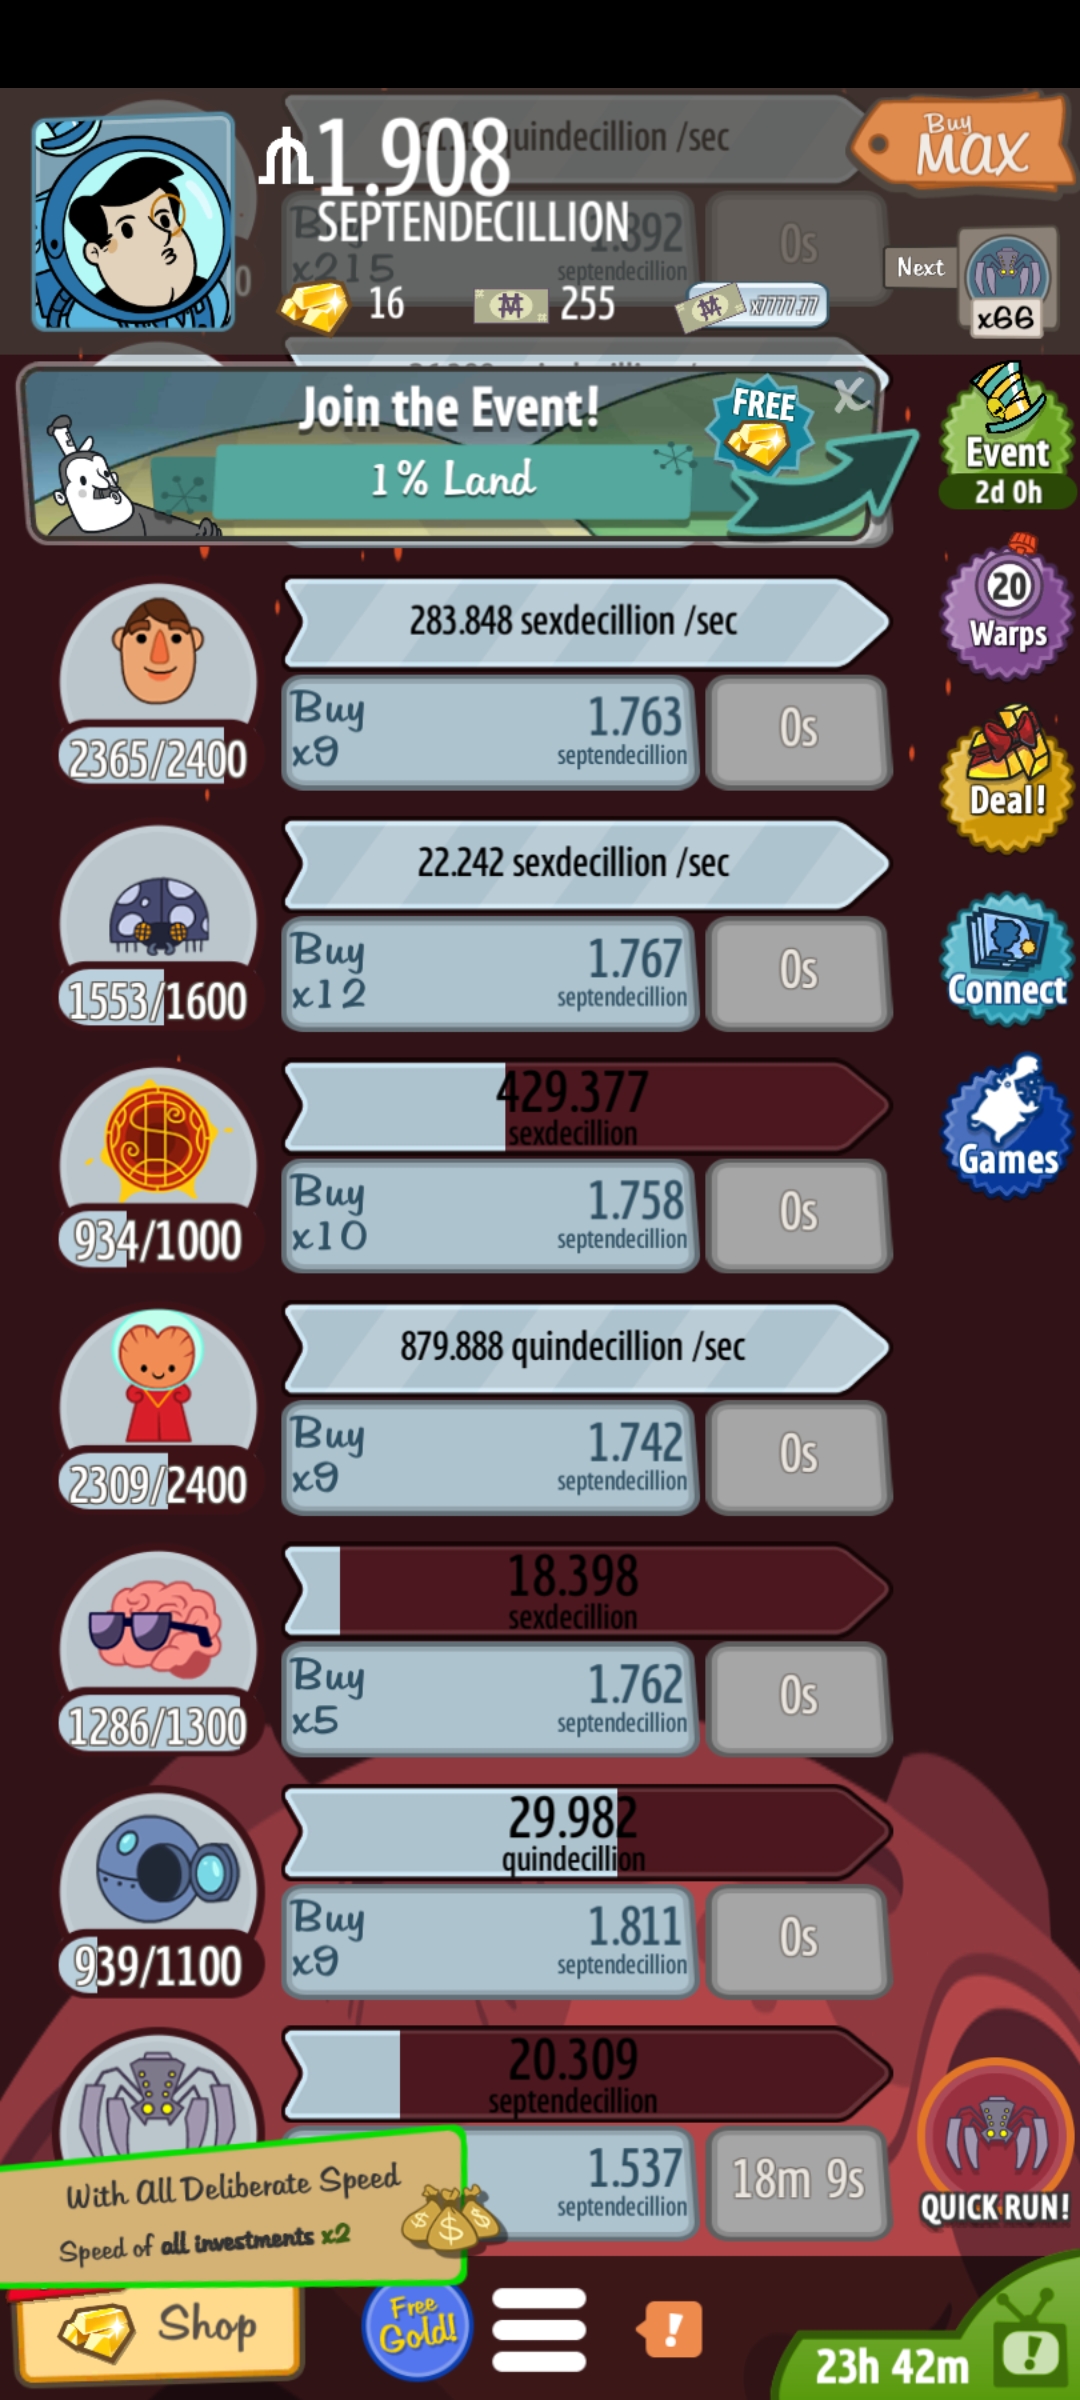 quindecillion /sec
Buy
MAX
1.908
SEPTENDECILLION
Buy
1.892
x215
septendecillion
0s
Next
16
255
x7777.77
x66
Join the Event!
FREE
X
1% Land
Event
2d 0h
283.848 sexdecillion /sec
20
Warps
Buy
x9
1.763
septendecillion
0s
2365/2400
Deal!
22.242 sexdecillion /sec
Buy
x12
1.767
septendecillion
0s
1553/1600
Connect
429.377
sexdecillion
Buy
x10
1.758
septendecillion
0s
934/1000
Games
879.888 quindecillion /sec
Buy
x9
1.742
septendecillion
0s
2309/2400
18.398
sexdecillion
Buy
x5
1.762
septendecillion
0s
1286/1300
29.982
quindecillion
Buy
x9
1.811
septendecillion
0s
939/1100
20.309
septendecillion
1.537
septendecillion
18m 9s
QUICK RUN!
With All Deliberate Speed
Speed of all investments x2
Shop
Free
Gold!
!
23h 42m
!